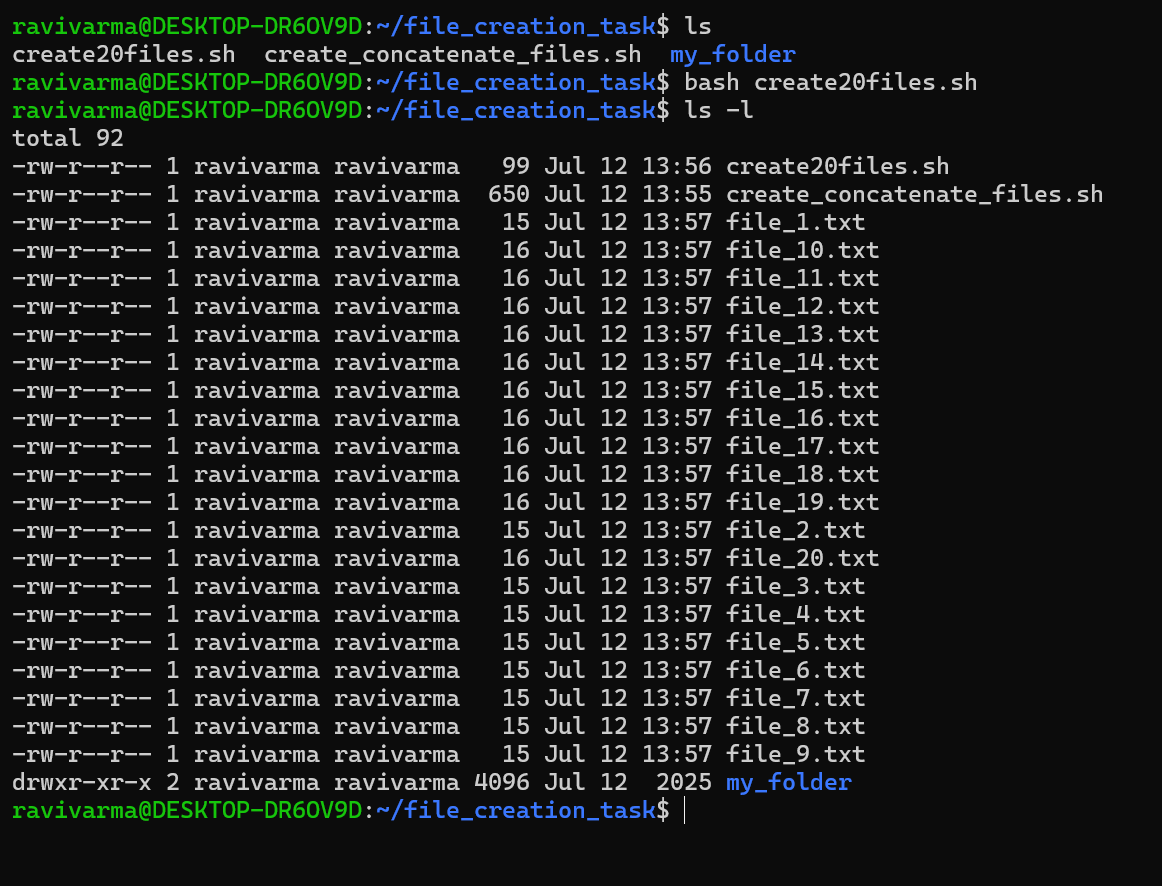 ravivarma@DESKTOP-DR6OV9D:~/file_creation_task$ ls
create20files.sh  create_concatenate_files.sh  my_folder
ravivarma@DESKTOP-DR6OV9D:~/file_creation_task$ bash create20files.sh
ravivarma@DESKTOP-DR6OV9D:~/file_creation_task$ ls -l
total 92
-rw-r--r-- 1 ravivarma ravivarma   99 Jul 12 13:56 create20files.sh
-rw-r--r-- 1 ravivarma ravivarma  650 Jul 12 13:55 create_concatenate_files.sh
-rw-r--r-- 1 ravivarma ravivarma   15 Jul 12 13:57 file_1.txt
-rw-r--r-- 1 ravivarma ravivarma   16 Jul 12 13:57 file_10.txt
-rw-r--r-- 1 ravivarma ravivarma   16 Jul 12 13:57 file_11.txt
-rw-r--r-- 1 ravivarma ravivarma   16 Jul 12 13:57 file_12.txt
-rw-r--r-- 1 ravivarma ravivarma   16 Jul 12 13:57 file_13.txt
-rw-r--r-- 1 ravivarma ravivarma   16 Jul 12 13:57 file_14.txt
-rw-r--r-- 1 ravivarma ravivarma   16 Jul 12 13:57 file_15.txt
-rw-r--r-- 1 ravivarma ravivarma   16 Jul 12 13:57 file_16.txt
-rw-r--r-- 1 ravivarma ravivarma   16 Jul 12 13:57 file_17.txt
-rw-r--r-- 1 ravivarma ravivarma   16 Jul 12 13:57 file_18.txt
-rw-r--r-- 1 ravivarma ravivarma   16 Jul 12 13:57 file_19.txt
-rw-r--r-- 1 ravivarma ravivarma   15 Jul 12 13:57 file_2.txt
-rw-r--r-- 1 ravivarma ravivarma   16 Jul 12 13:57 file_20.txt
-rw-r--r-- 1 ravivarma ravivarma   15 Jul 12 13:57 file_3.txt
-rw-r--r-- 1 ravivarma ravivarma   15 Jul 12 13:57 file_4.txt
-rw-r--r-- 1 ravivarma ravivarma   15 Jul 12 13:57 file_5.txt
-rw-r--r-- 1 ravivarma ravivarma   15 Jul 12 13:57 file_6.txt
-rw-r--r-- 1 ravivarma ravivarma   15 Jul 12 13:57 file_7.txt
-rw-r--r-- 1 ravivarma ravivarma   15 Jul 12 13:57 file_8.txt
-rw-r--r-- 1 ravivarma ravivarma   15 Jul 12 13:57 file_9.txt
drwxr-xr-x 2 ravivarma ravivarma 4096 Jul 12  2025 my_folder
ravivarma@DESKTOP-DR6OV9D:~/file_creation_task$